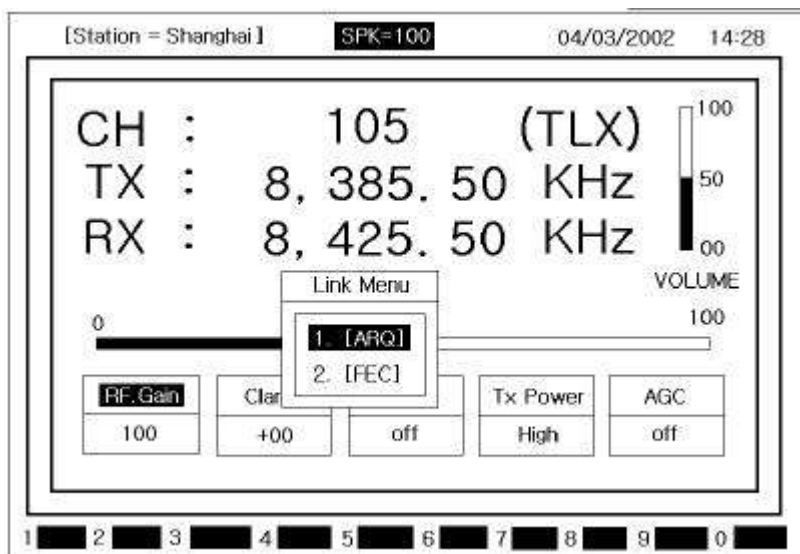 [Station = Shanghai] SPK=100 04/03/2002 14:28
CH : 105 (TLX)
TX : 8, 385. 50 KHz
RX : 8, 425. 50 KHz
100
50
00
VOLUME
Link Menu
0 100
1. [ARQ]
2. [FEC]
RF.Gain Clar Tx Power AGC
100 +00 off High off
1 2 3 4 5 6 7 8 9 0